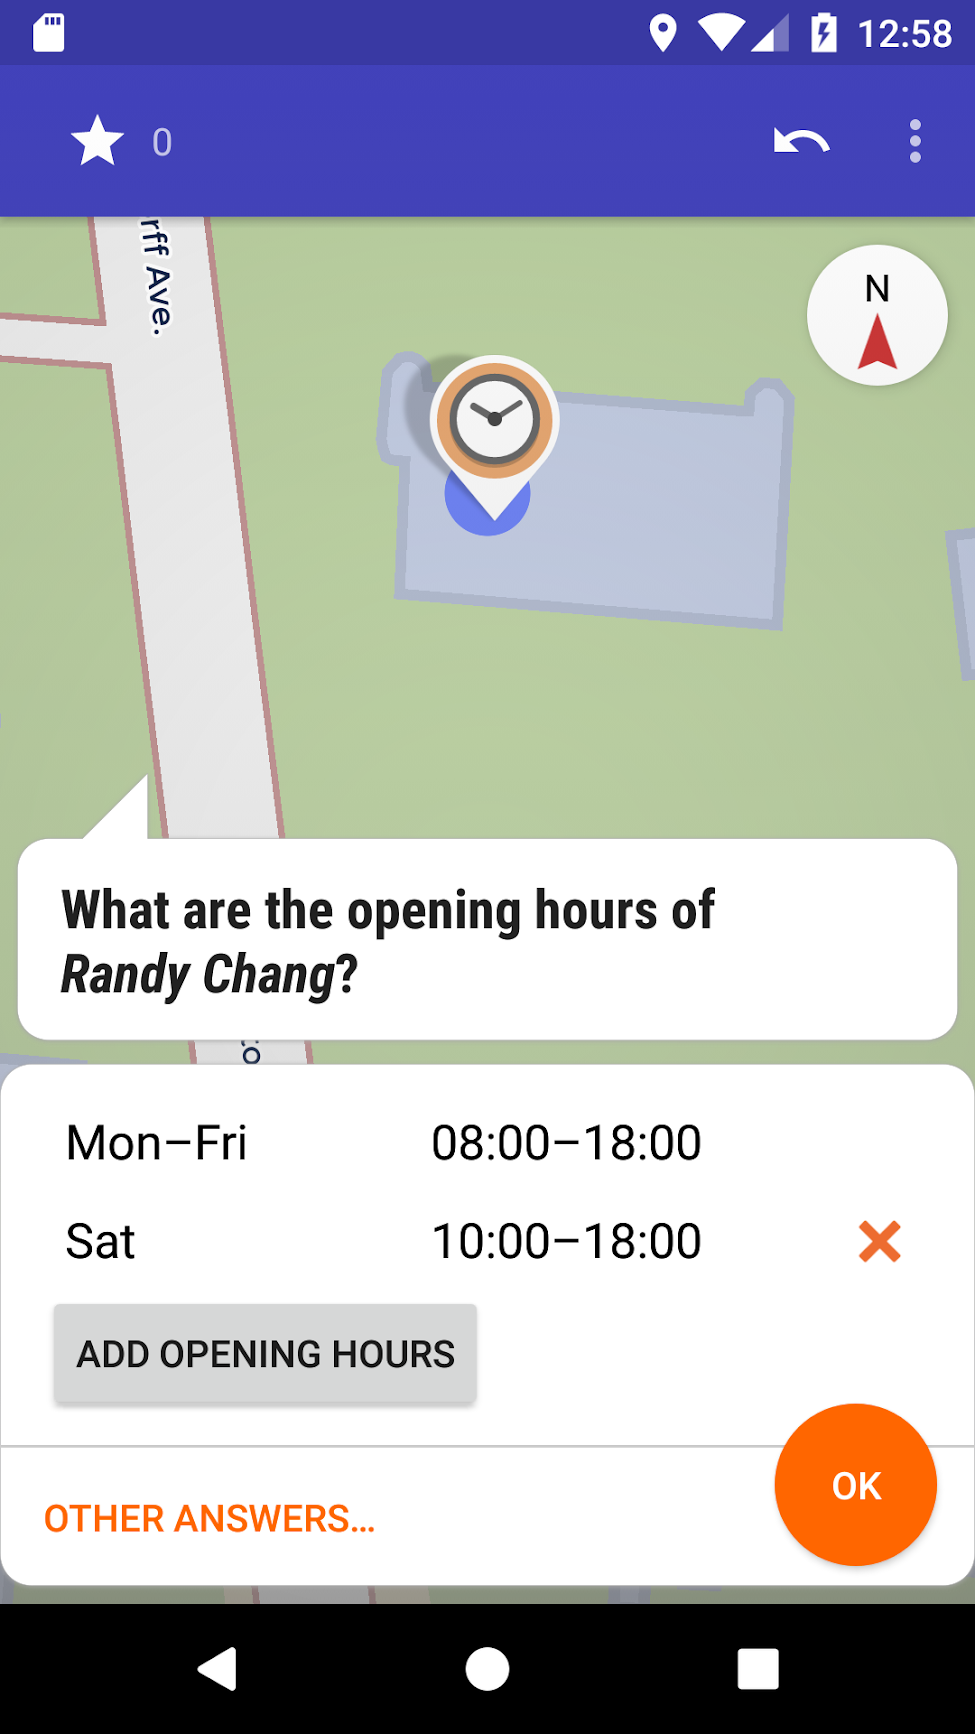 12:58
0
rff Ave.
N
What are the opening hours of
Randy Chang?
Mon–Fri 08:00–18:00
Sat 10:00–18:00
ADD OPENING HOURS
OTHER ANSWERS...
OK